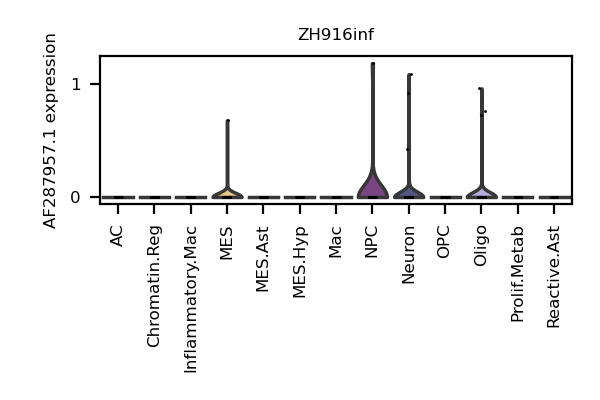 ZH916inf
AF287957.1 expression
1
0
AC
Chromatin.Reg
Inflammatory.Mac
MES
MES.Ast
MES.Hyp
Mac
NPC
Neuron
OPC
Oligo
Prolif.Metab
Reactive.Ast